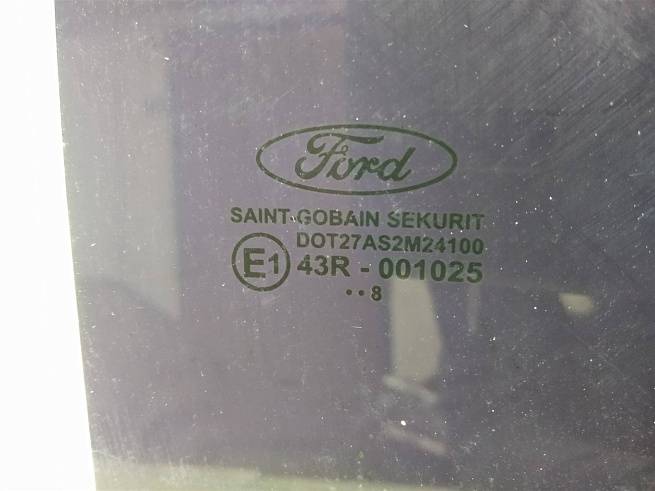 Ford
SAINT-GOBAIN SEKURIT
DOT27AS2M24100
E1 43R - 001025
••8